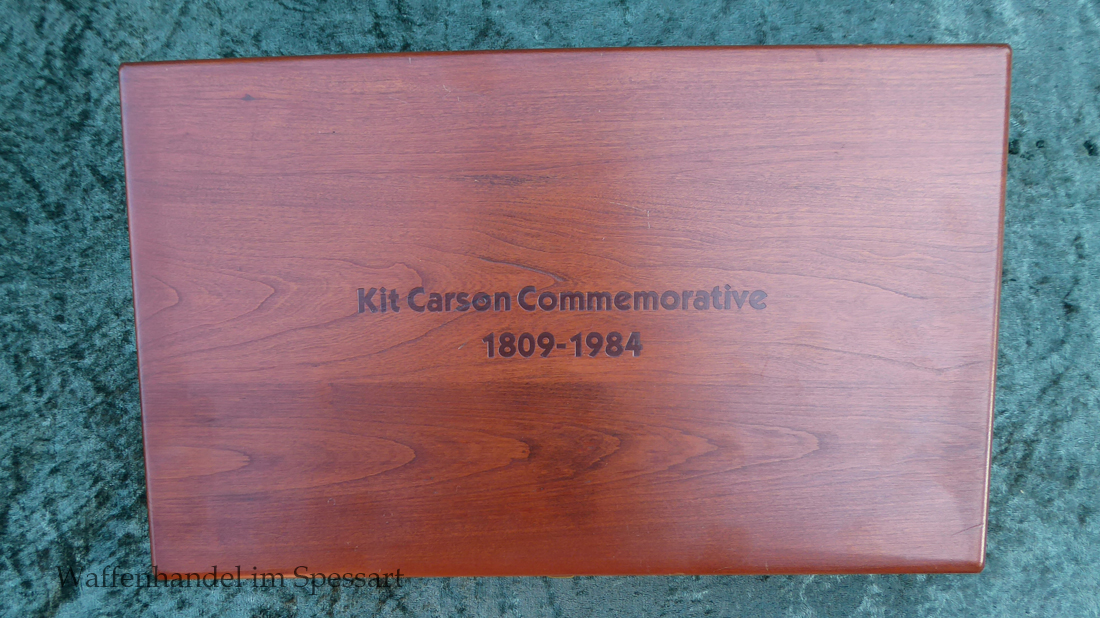 Kit Carson Commemorative
1809-1984
Waffenhandel im Spessart